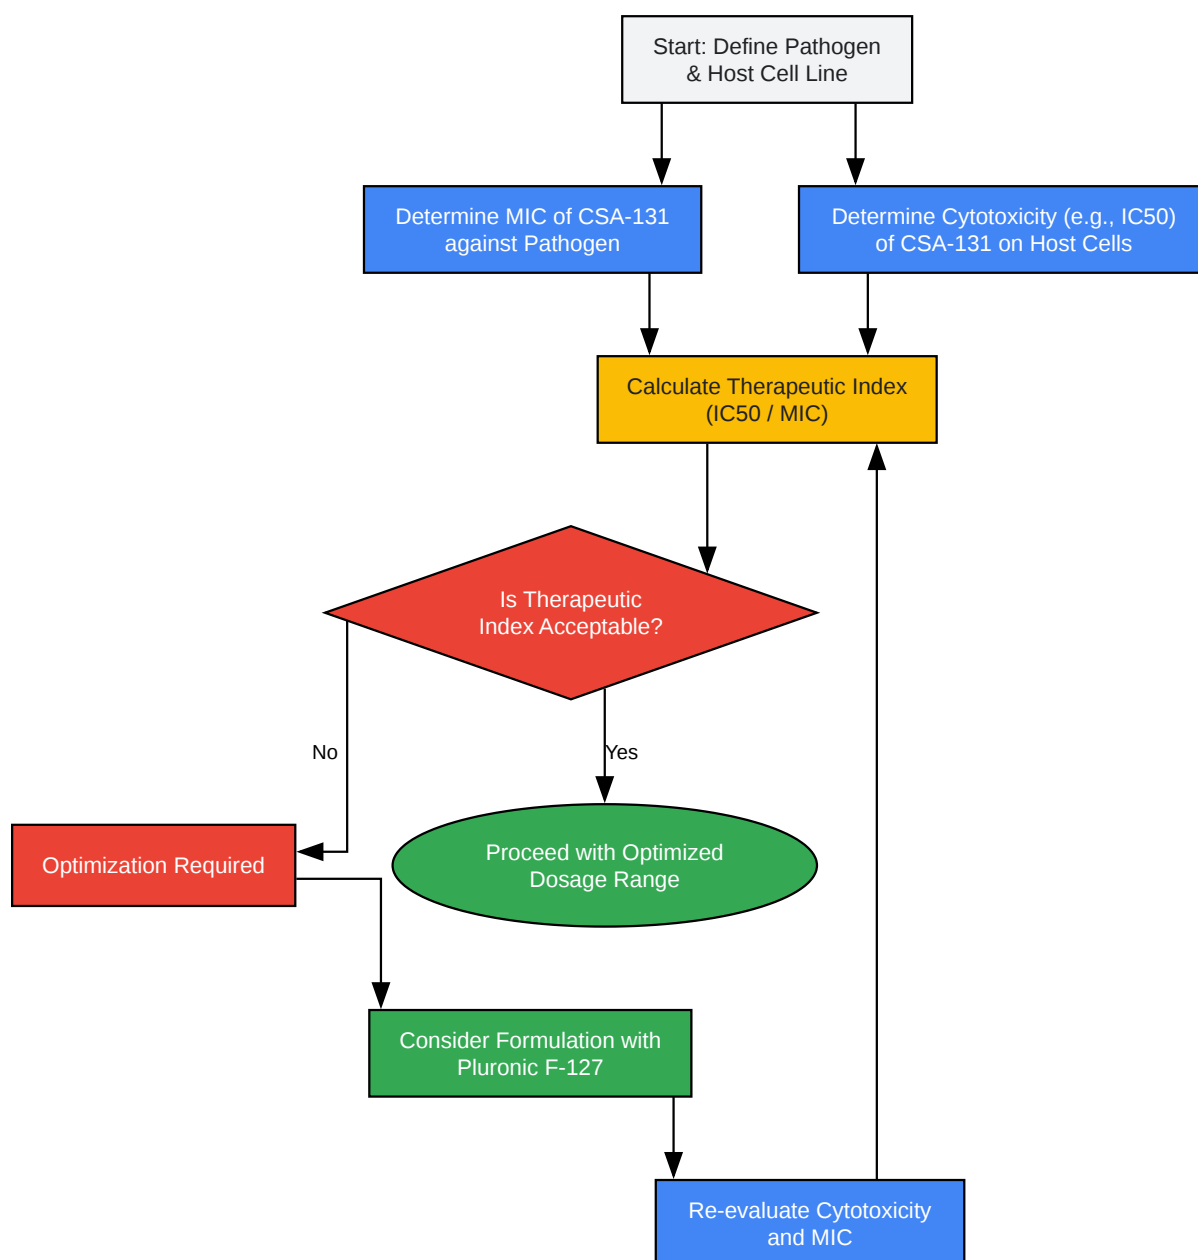 Start: Define Pathogen
& Host Cell Line
Determine MIC of CSA-131
against Pathogen
Determine Cytotoxicity (e.g., IC50)
of CSA-131 on Host Cells
Calculate Therapeutic Index
(IC50 / MIC)
Is Therapeutic
Index Acceptable?
No
Yes
Optimization Required
Proceed with Optimized
Dosage Range
Consider Formulation with
Pluronic F-127
Re-evaluate Cytotoxicity
and MIC